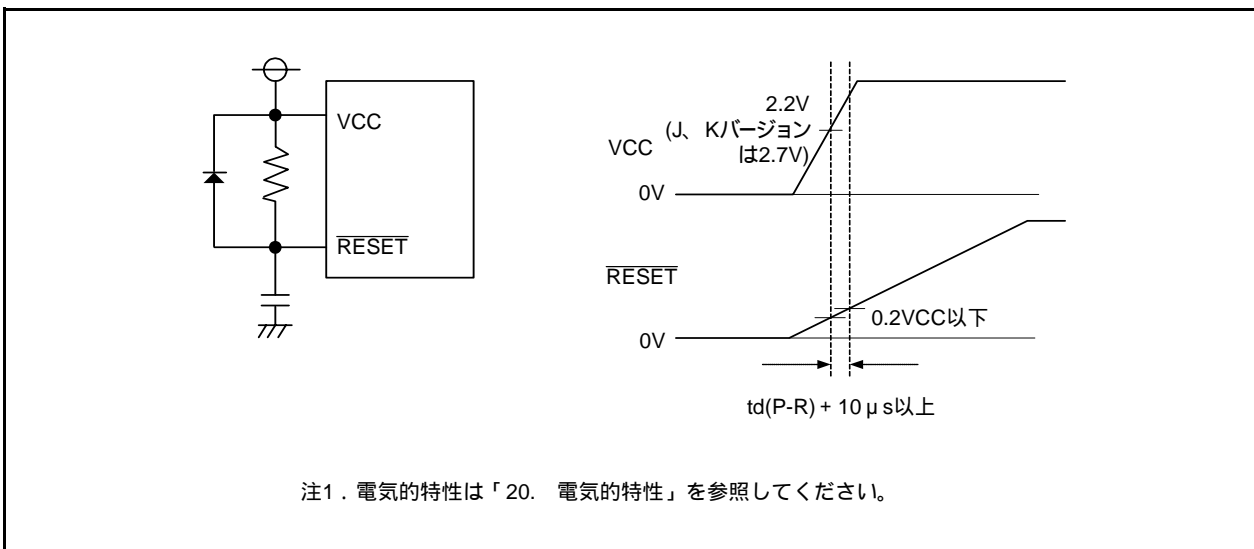 VCC
RESET
2.2V
(J、Kバージョン
は2.7V)
VCC
0V
RESET
0.2VCC以下
0V
td(P-R) + 10 μ s以上
注1．電気的特性は「20.　電気的特性」を参照してください。